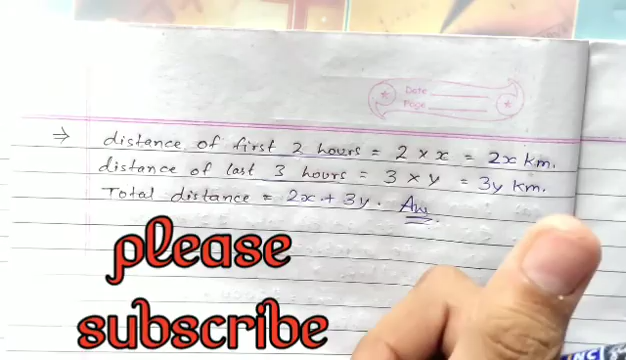 Date
Page
⇒ distance of first 2 hours = 2 × x = 2x km.
distance of last 3 hours = 3 × y = 3y km.
Total distance = 2x + 3y. Aw
please
subscribe